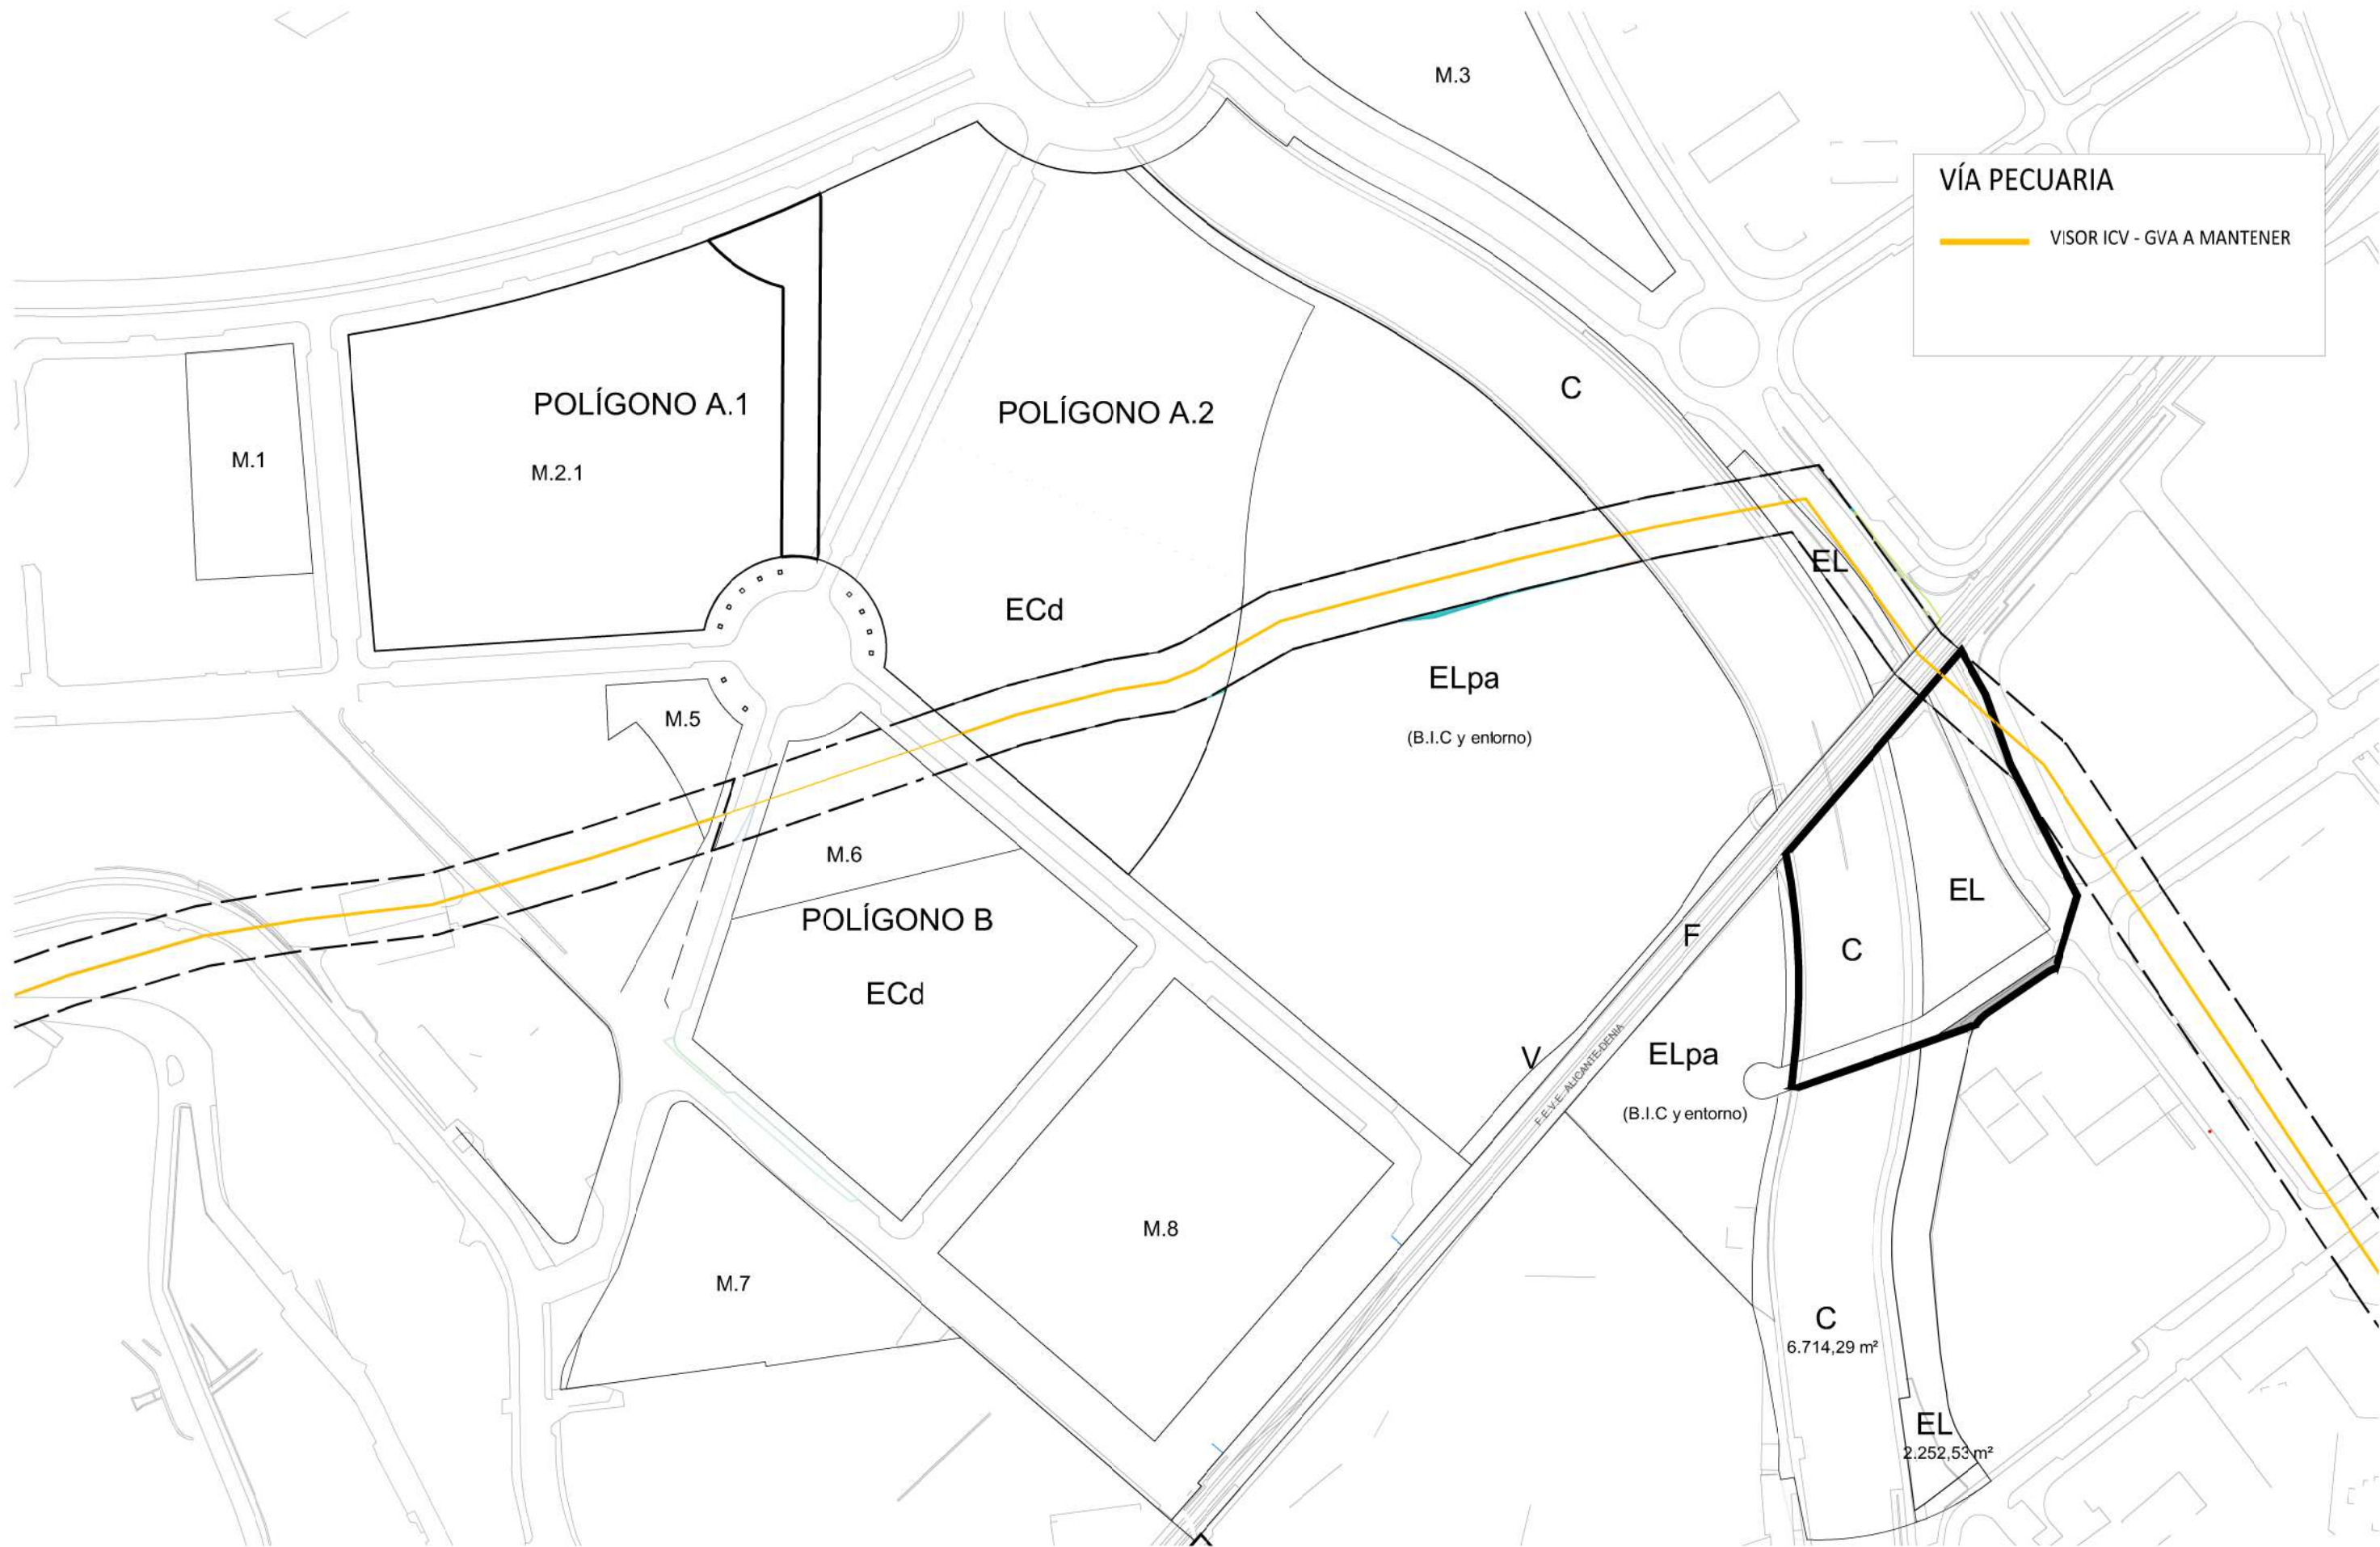 M.3
VÍA PECUARIA
VISOR ICV - GVA A MANTENER
C
POLÍGONO A.1
POLÍGONO A.2
M.1
M.2.1
EL
ECd
ELpa
(B.I.C y entorno)
M.5
M.6
POLÍGONO B
EL
F
C
ECd
V
ELpa
(B.I.C y entorno)
F.E.V.E. ALICANTE-DENIA
M.8
M.7
C
6.714,29 m²
EL
2.252,53 m²